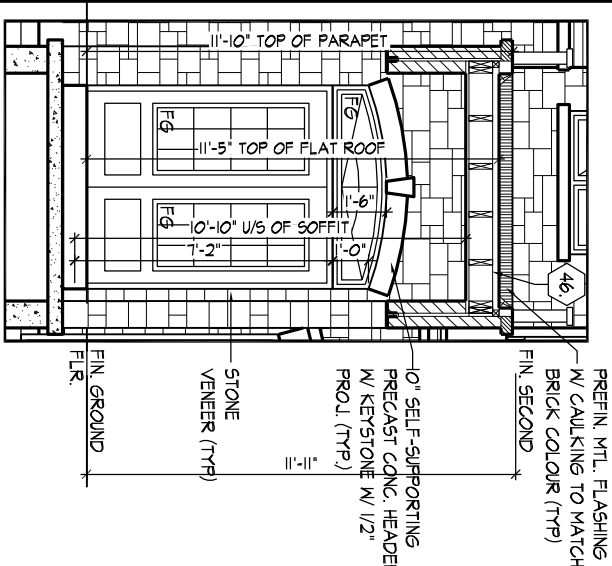 11'-10" TOP OF PARAPET
11'-5" TOP OF FLAT ROOF
1'-6"
10'-10" U/S OF SOFFIT
7'-2"
1'-0"
FG
FG
FG
46.
PREFIN. MTL. FLASHING
W/ CAULKING TO MATCH
BRICK COLOUR (TYP)
FIN. SECOND
10" SELF-SUPPORTING
PRECAST CONC. HEADER
W/ KEYSTONE W/ 1/2"
PROJ. (TYP.)
11'-11"
STONE
VENEER (TYP)
FIN. GROUND
FLR.